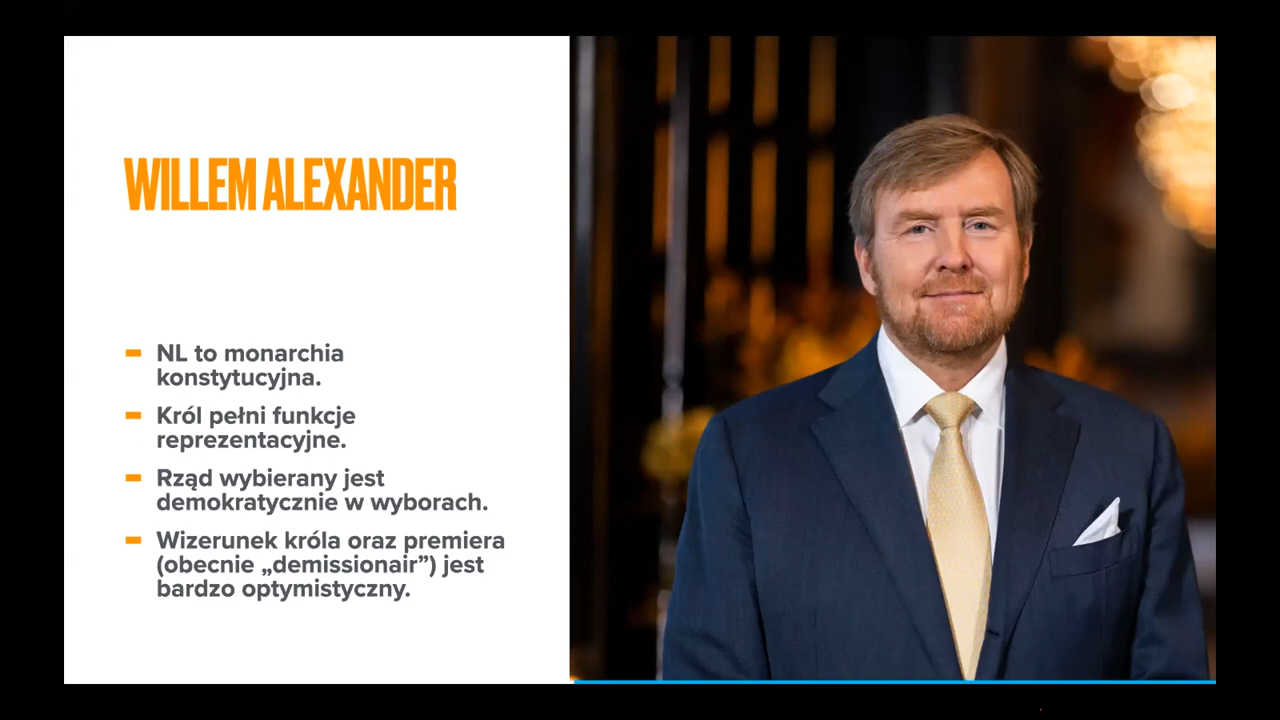 WILLEM ALEXANDER
NL to monarchia
konstytucyjna.
Król pełni funkcje
reprezentacyjne.
Rząd wybierany jest
demokratycznie w wyborach.
Wizerunek króla oraz premiera
(obecnie „demissionair”) jest
bardzo optymistyczny.